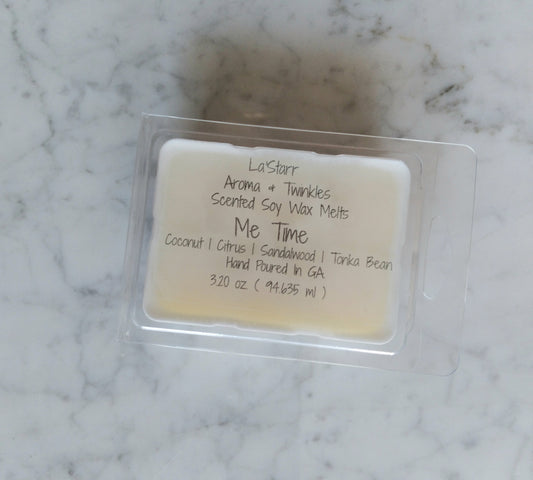 La'Starr
Aroma & Twinkles
Scented Soy Wax Melts
Me Time
Coconut | Citrus | Sandalwood | Tonka Bean
Hand Poured In GA
3.20 oz ( 94.635 ml )